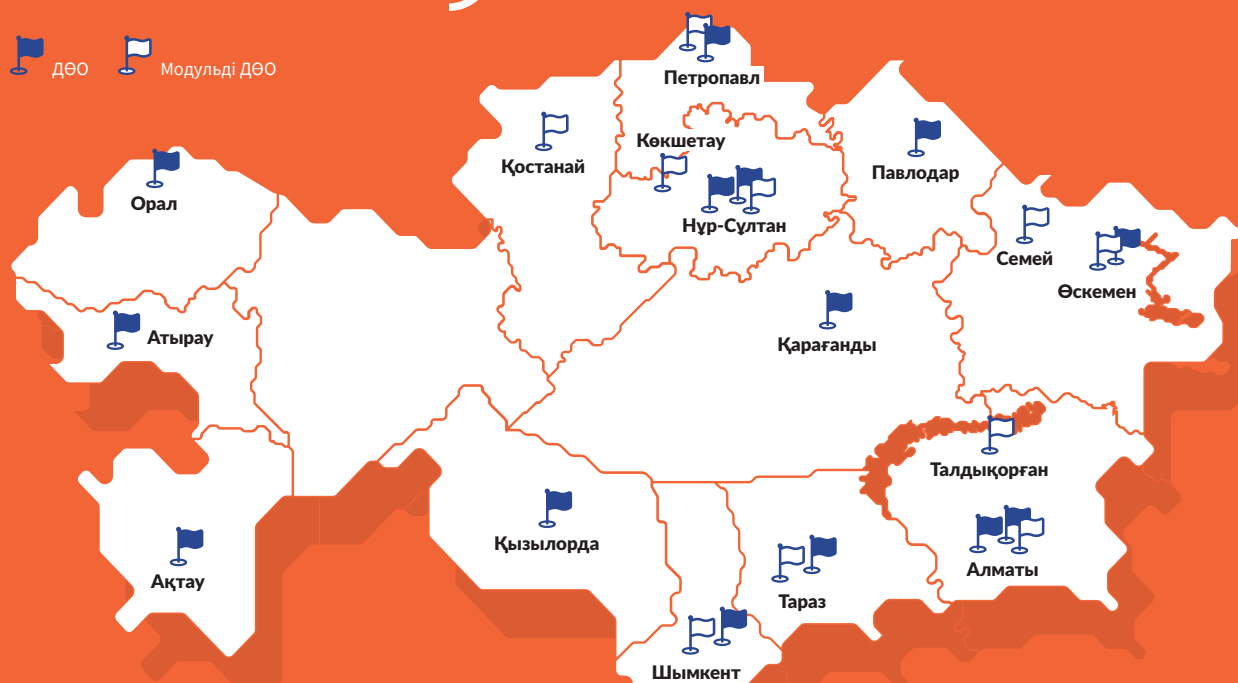 ДӨО
Модульді ДӨО
Петропавл
Көкшетау
Қостанай
Павлодар
Орал
Нұр-Сұлтан
Семей
Өскемен
Атырау
Қарағанды
Талдықорған
Қызылорда
Алматы
Ақтау
Тараз
Шымкент